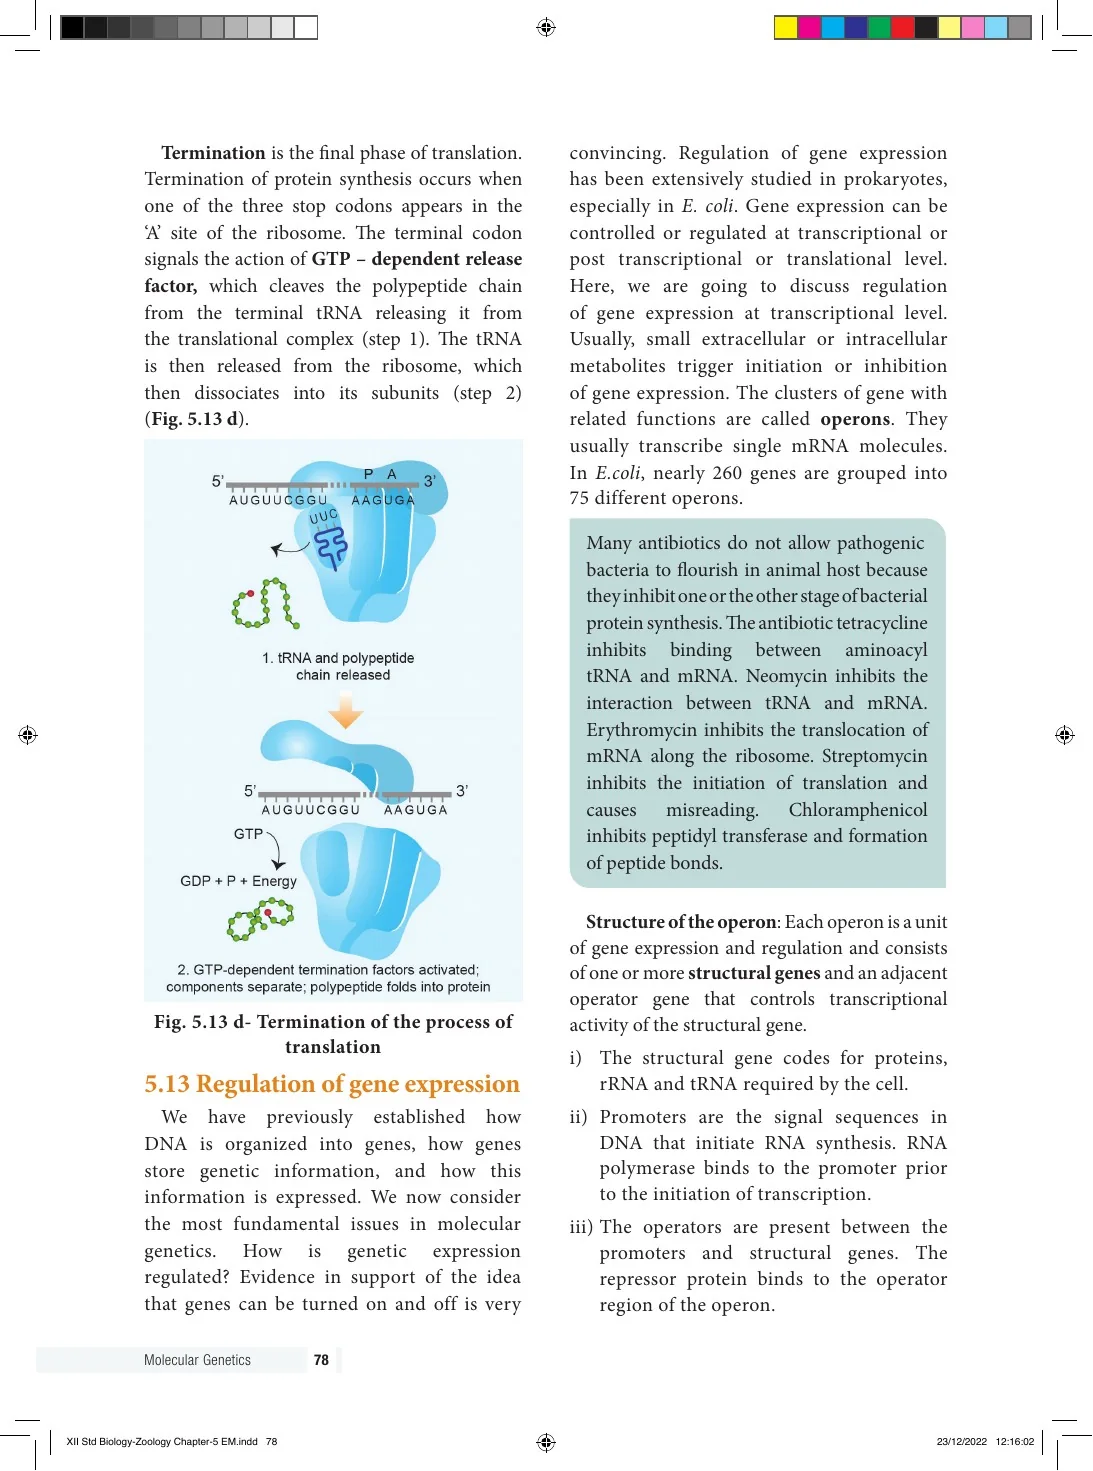 Termination is the final phase of translation.
Termination of protein synthesis occurs when
one of the three stop codons appears in the
‘A’ site of the ribosome. The terminal codon
signals the action of GTP – dependent release
factor, which cleaves the polypeptide chain
from the terminal tRNA releasing it from
the translational complex (step 1). The tRNA
is then released from the ribosome, which
then dissociates into its subunits (step 2)
(Fig. 5.13 d).
P A
5’ 3’
AUGUUCGGU AAGUGA
UUC
1. tRNA and polypeptide
chain released
5’ 3’
AUGUUCGGU AAGUGA
GTP
GDP + P + Energy
2. GTP-dependent termination factors activated;
components separate; polypeptide folds into protein
Fig. 5.13 d- Termination of the process of
translation
5.13 Regulation of gene expression
We have previously established how
DNA is organized into genes, how genes
store genetic information, and how this
information is expressed. We now consider
the most fundamental issues in molecular
genetics. How is genetic expression
regulated? Evidence in support of the idea
that genes can be turned on and off is very
convincing. Regulation of gene expression
has been extensively studied in prokaryotes,
especially in E. coli. Gene expression can be
controlled or regulated at transcriptional or
post transcriptional or translational level.
Here, we are going to discuss regulation
of gene expression at transcriptional level.
Usually, small extracellular or intracellular
metabolites trigger initiation or inhibition
of gene expression. The clusters of gene with
related functions are called operons. They
usually transcribe single mRNA molecules.
In E.coli, nearly 260 genes are grouped into
75 different operons.
Many antibiotics do not allow pathogenic
bacteria to flourish in animal host because
they inhibit one or the other stage of bacterial
protein synthesis. The antibiotic tetracycline
inhibits binding between aminoacyl
tRNA and mRNA. Neomycin inhibits the
interaction between tRNA and mRNA.
Erythromycin inhibits the translocation of
mRNA along the ribosome. Streptomycin
inhibits the initiation of translation and
causes misreading. Chloramphenicol
inhibits peptidyl transferase and formation
of peptide bonds.
Structure of the operon: Each operon is a unit
of gene expression and regulation and consists
of one or more structural genes and an adjacent
operator gene that controls transcriptional
activity of the structural gene.
i) The structural gene codes for proteins,
rRNA and tRNA required by the cell.
ii) Promoters are the signal sequences in
DNA that initiate RNA synthesis. RNA
polymerase binds to the promoter prior
to the initiation of transcription.
iii) The operators are present between the
promoters and structural genes. The
repressor protein binds to the operator
region of the operon.
Molecular Genetics 78
XII Std Biology-Zoology Chapter-5 EM.indd 78 23/12/2022 12:16:02